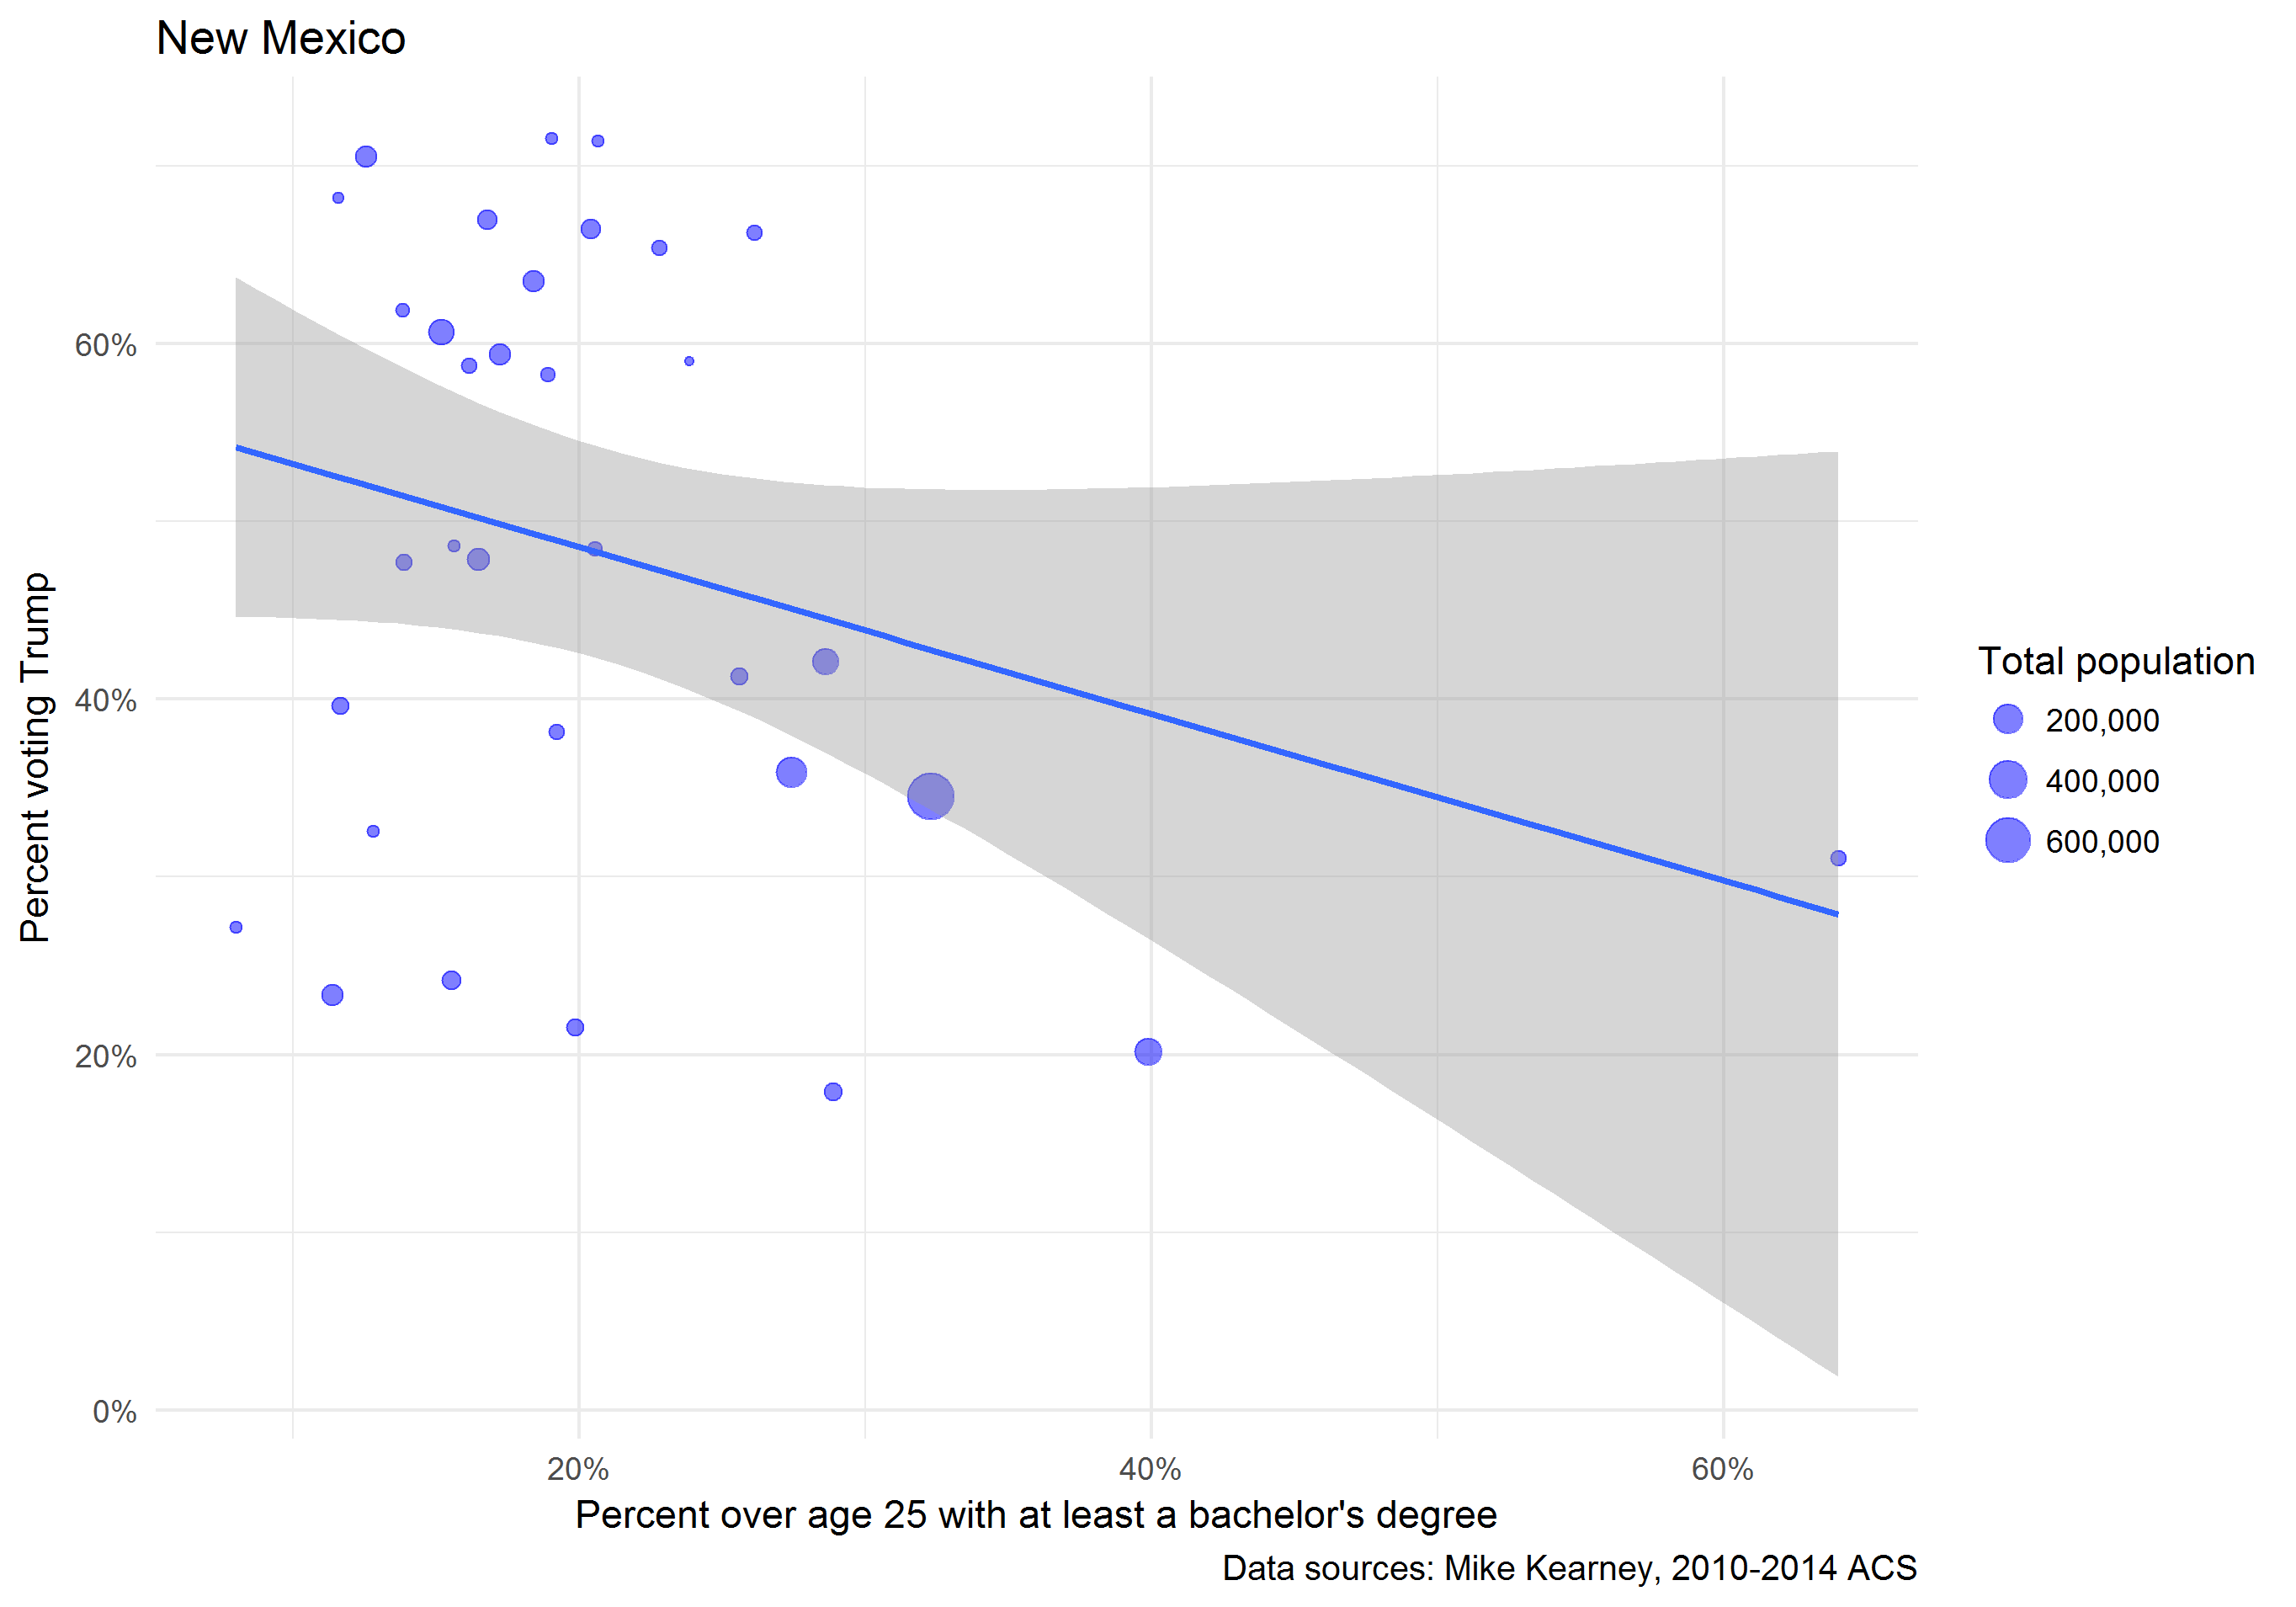 New Mexico
Percent voting Trump
60%
40%
20%
0%
20%
40%
60%
Percent over age 25 with at least a bachelor's degree
Total population
200,000
400,000
600,000
Data sources: Mike Kearney, 2010-2014 ACS